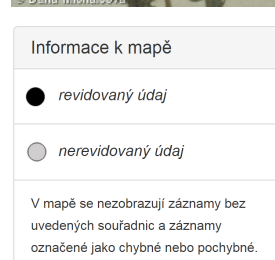 Informace k mapě
revidovaný údaj
nerevidovaný údaj
V mapě se nezobrazují záznamy bez
uvedených souřadnic a záznamy
označené jako chybné nebo pochybné.